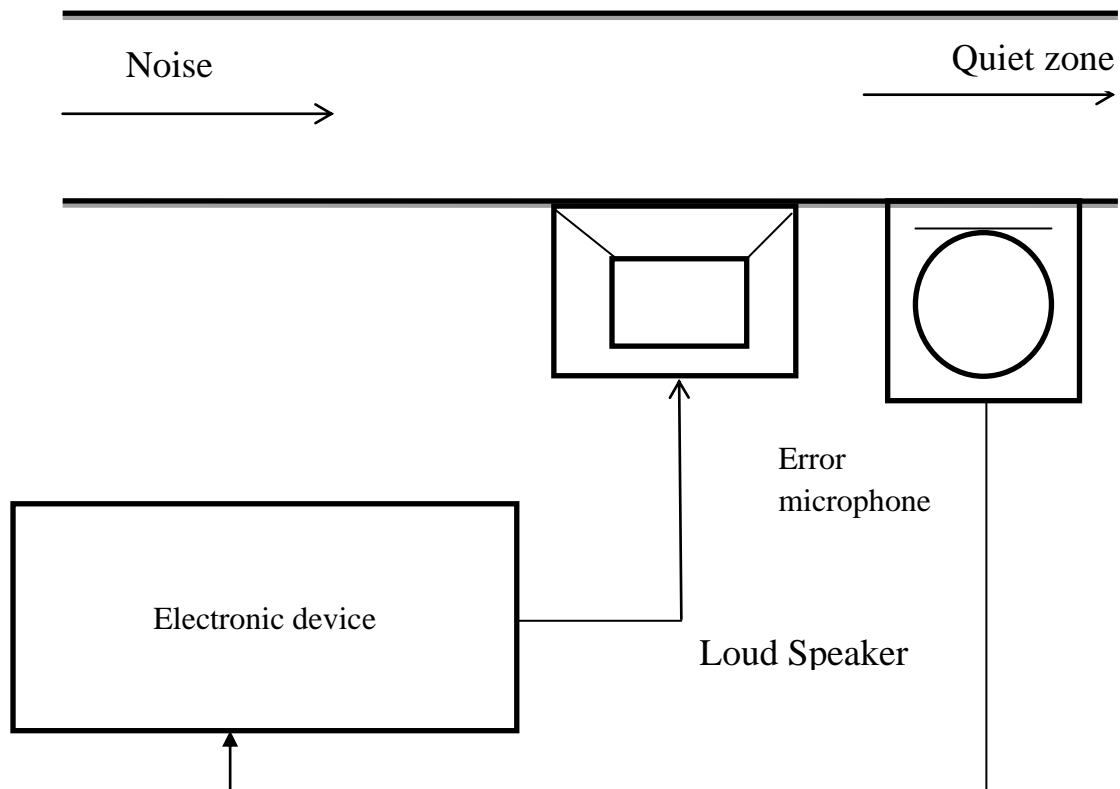 Noise
Quiet zone
Error
microphone
Electronic device
Loud Speaker